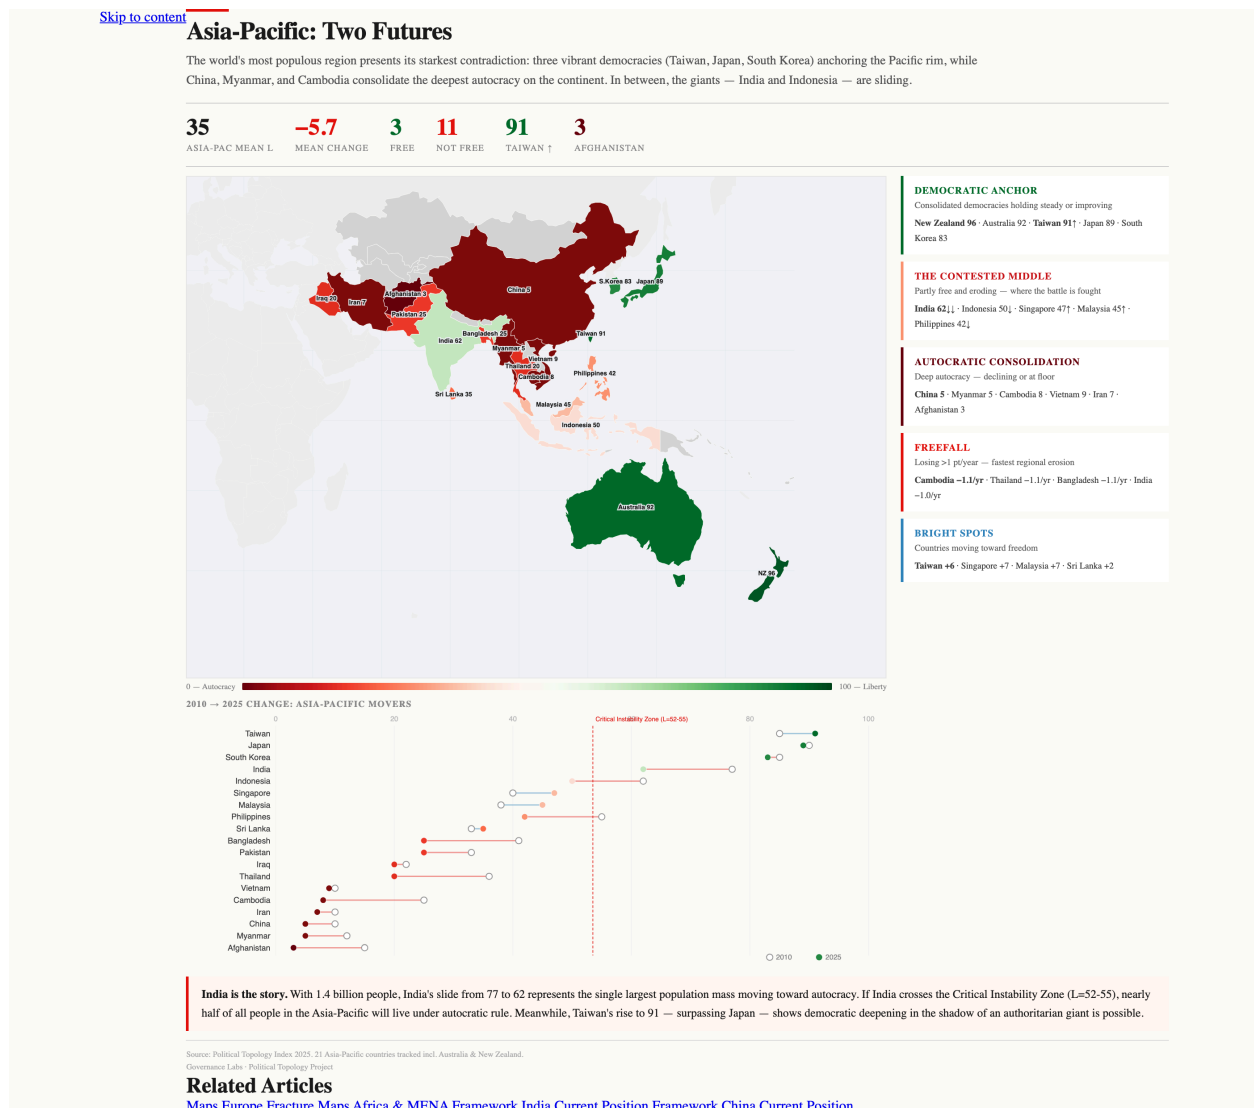 Skip to content
Asia-Pacific: Two Futures
The world's most populous region presents its starkest contradiction: three vibrant democracies (Taiwan, Japan, South Korea) anchoring the Pacific rim, while
China, Myanmar, and Cambodia consolidate the deepest autocracy on the continent. In between, the giants — India and Indonesia — are sliding.
35 −5.7 3 11 91 3
ASIA-PAC MEAN L MEAN CHANGE FREE NOT FREE TAIWAN ↑ AFGHANISTAN
S.Korea 83 Japan 89
China 5
Afghanistan 3
Iraq 20 Iran 7
Pakistan 25
Bangladesh 25 Taiwan 91
India 62
Myanmar 5
Vietnam 9
Thailand 20
Philippines 42
Cambodia 8
Sri Lanka 35
Malaysia 45
Indonesia 50
Australia 92
NZ 96
0 — Autocracy 100 — Liberty
DEMOCRATIC ANCHOR
Consolidated democracies holding steady or improving
New Zealand 96 · Australia 92 · Taiwan 91↑ · Japan 89 · South
Korea 83
THE CONTESTED MIDDLE
Partly free and eroding — where the battle is fought
India 62↓↓ · Indonesia 50↓ · Singapore 47↑ · Malaysia 45↑ ·
Philippines 42↓
AUTOCRATIC CONSOLIDATION
Deep autocracy — declining or at floor
China 5 · Myanmar 5 · Cambodia 8 · Vietnam 9 · Iran 7 ·
Afghanistan 3
FREEFALL
Losing >1 pt/year — fastest regional erosion
Cambodia −1.1/yr · Thailand −1.1/yr · Bangladesh −1.1/yr · India
−1.0/yr
BRIGHT SPOTS
Countries moving toward freedom
Taiwan +6 · Singapore +7 · Malaysia +7 · Sri Lanka +2
2010 → 2025 CHANGE: ASIA-PACIFIC MOVERS
0 20 40 Critical Instability Zone (L=52-55) 80 100
Taiwan
Japan
South Korea
India
Indonesia
Singapore
Malaysia
Philippines
Sri Lanka
Bangladesh
Pakistan
Iraq
Thailand
Vietnam
Cambodia
Iran
China
Myanmar
Afghanistan
2010 2025
India is the story. With 1.4 billion people, India's slide from 77 to 62 represents the single largest population mass moving toward autocracy. If India crosses the Critical Instability Zone (L=52-55), nearly
half of all people in the Asia-Pacific will live under autocratic rule. Meanwhile, Taiwan's rise to 91 — surpassing Japan — shows democratic deepening in the shadow of an authoritarian giant is possible.
Source: Political Topology Index 2025. 21 Asia-Pacific countries tracked incl. Australia & New Zealand.
Governance Labs · Political Topology Project
Related Articles
Maps Europe Fracture Maps Africa & MENA Framework India Current Position Framework China Current Position